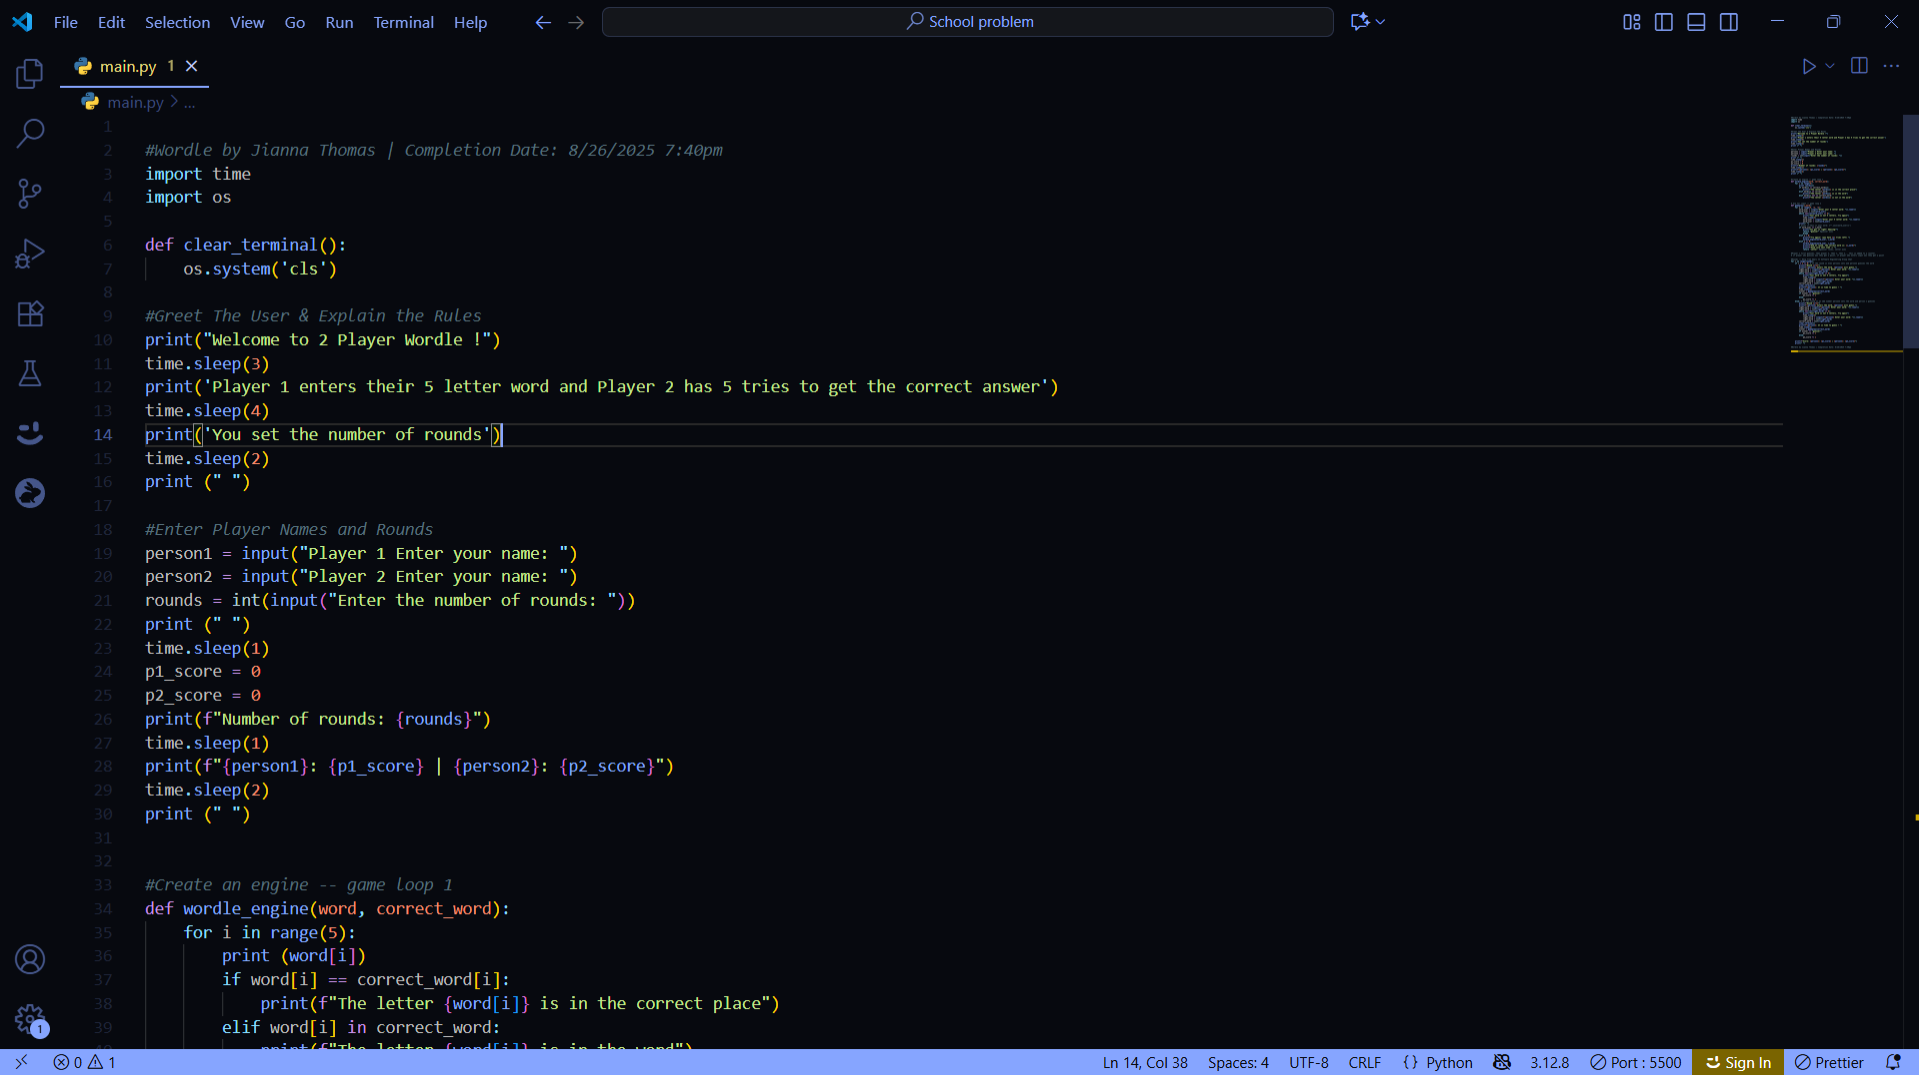 File Edit Selection View Go Run Terminal Help
School problem
main.py 1
main.py > ...
1
2 #Wordle by Jianna Thomas | Completion Date: 8/26/2025 7:40pm
3 import time
4 import os
5
6 def clear_terminal():
7 os.system('cls')
8
9 #Greet The User & Explain the Rules
10 print("Welcome to 2 Player Wordle !")
11 time.sleep(3)
12 print('Player 1 enters their 5 letter word and Player 2 has 5 tries to get the correct answer')
13 time.sleep(4)
14 print('You set the number of rounds')
15 time.sleep(2)
16 print (" ")
17
18 #Enter Player Names and Rounds
19 person1 = input("Player 1 Enter your name: ")
20 person2 = input("Player 2 Enter your name: ")
21 rounds = int(input("Enter the number of rounds: "))
22 print (" ")
23 time.sleep(1)
24 p1_score = 0
25 p2_score = 0
26 print(f"Number of rounds: {rounds}")
27 time.sleep(1)
28 print(f"{person1}: {p1_score} | {person2}: {p2_score}")
29 time.sleep(2)
30 print (" ")
31
32
33 #Create an engine -- game loop 1
34 def wordle_engine(word, correct_word):
35 for i in range(5):
36 print (word[i])
37 if word[i] == correct_word[i]:
38 print(f"The letter {word[i]} is in the correct place")
39 elif word[i] in correct_word:
40 print(f"The letter {word[i]} is in the word")
1
0 1 Ln 14, Col 38 Spaces: 4 UTF-8 CRLF {} Python 3.12.8 Port : 5500 Sign In Prettier